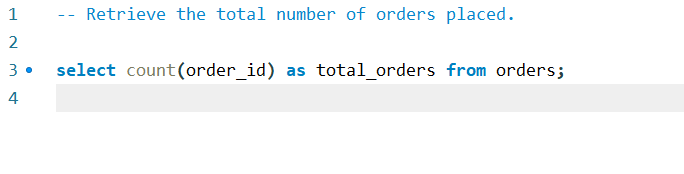 1 -- Retrieve the total number of orders placed.
2
3 select count(order_id) as total_orders from orders;
4